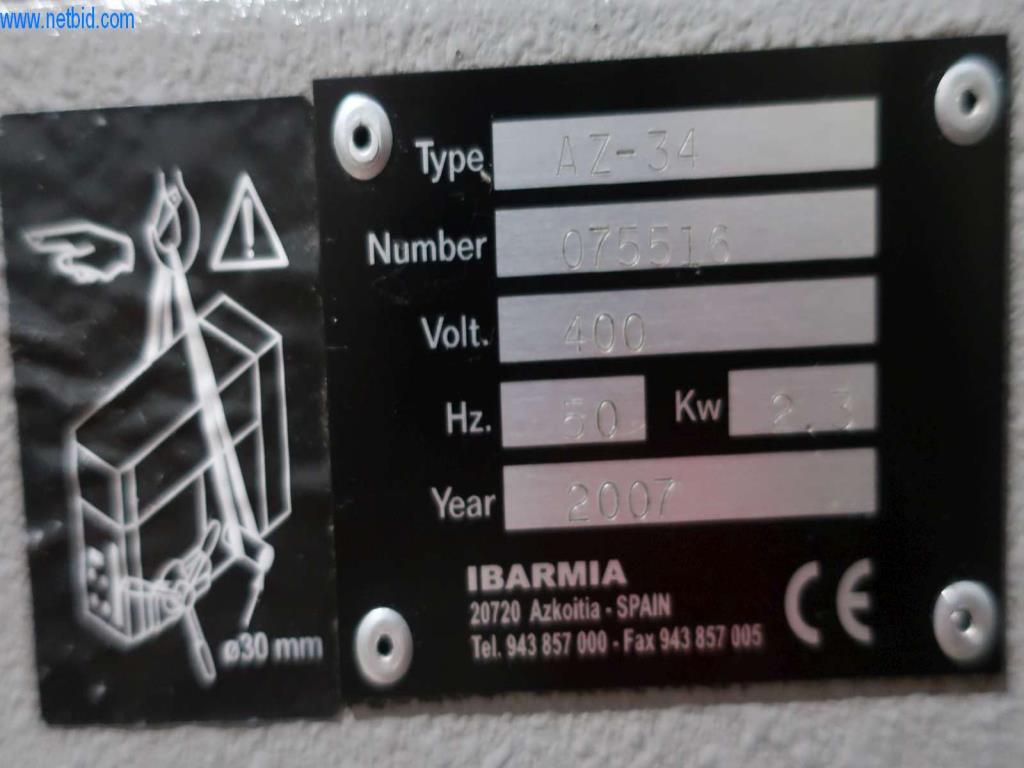 www.netbid.com
Type AZ-34
Number 075516
Volt. 400
Hz. 50 Kw 2.3
Year 2007
IBARMIA
20720 Azkoitia - SPAIN
Tel. 943 857 000 - Fax 943 857 005
CE
ø30 mm